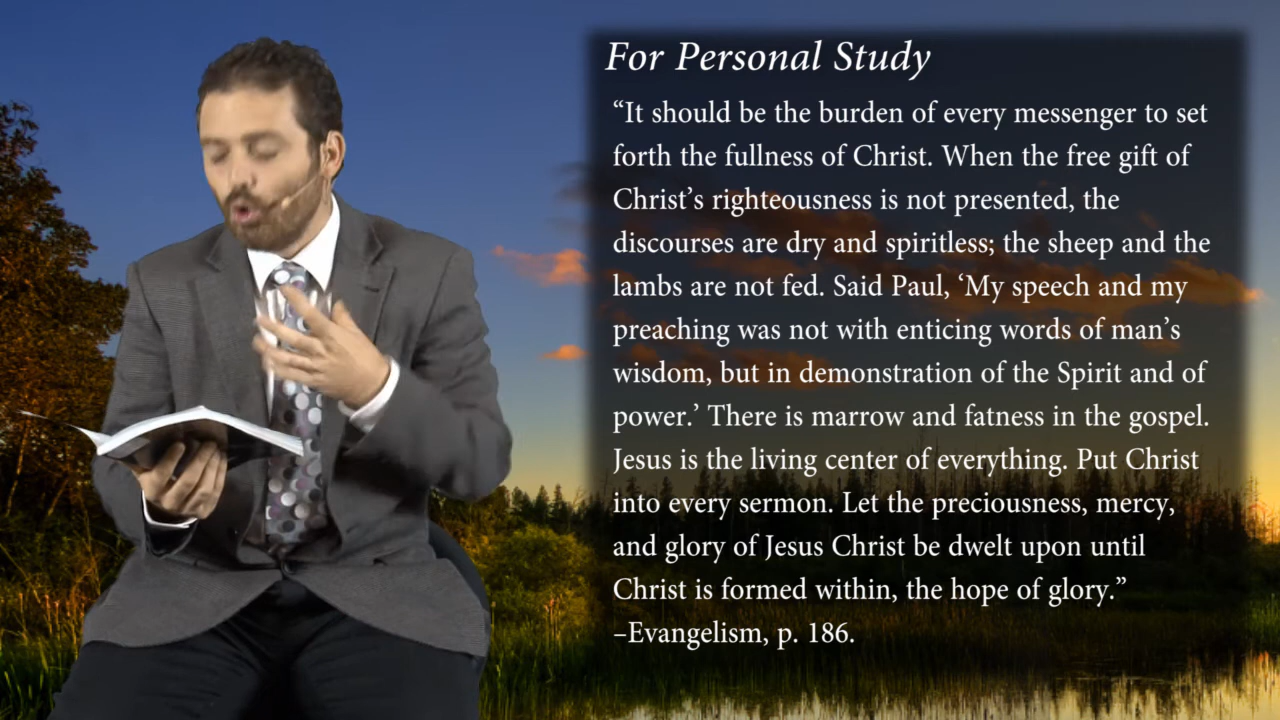 For Personal Study
“It should be the burden of every messenger to set
forth the fullness of Christ. When the free gift of
Christ’s righteousness is not presented, the
discourses are dry and spiritless; the sheep and the
lambs are not fed. Said Paul, ‘My speech and my
preaching was not with enticing words of man’s
wisdom, but in demonstration of the Spirit and of
power.’ There is marrow and fatness in the gospel.
Jesus is the living center of everything. Put Christ
into every sermon. Let the preciousness, mercy,
and glory of Jesus Christ be dwelt upon until
Christ is formed within, the hope of glory.”
–Evangelism, p. 186.